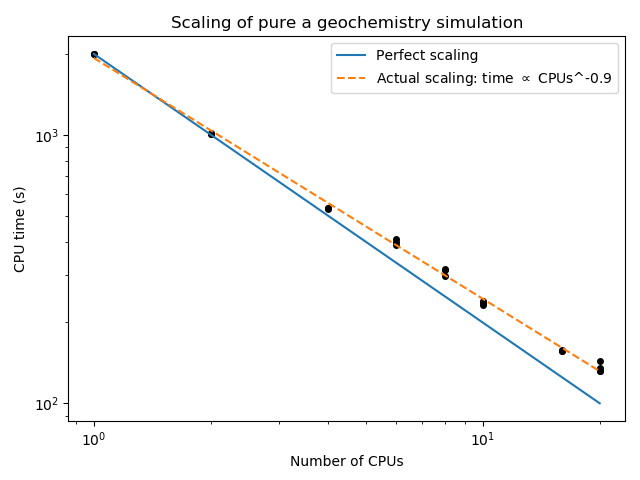 Scaling of pure a geochemistry simulation
Perfect scaling
Actual scaling: time ∝ CPUs^-0.9
CPU time (s)
10³
10²
10⁰
10¹
Number of CPUs